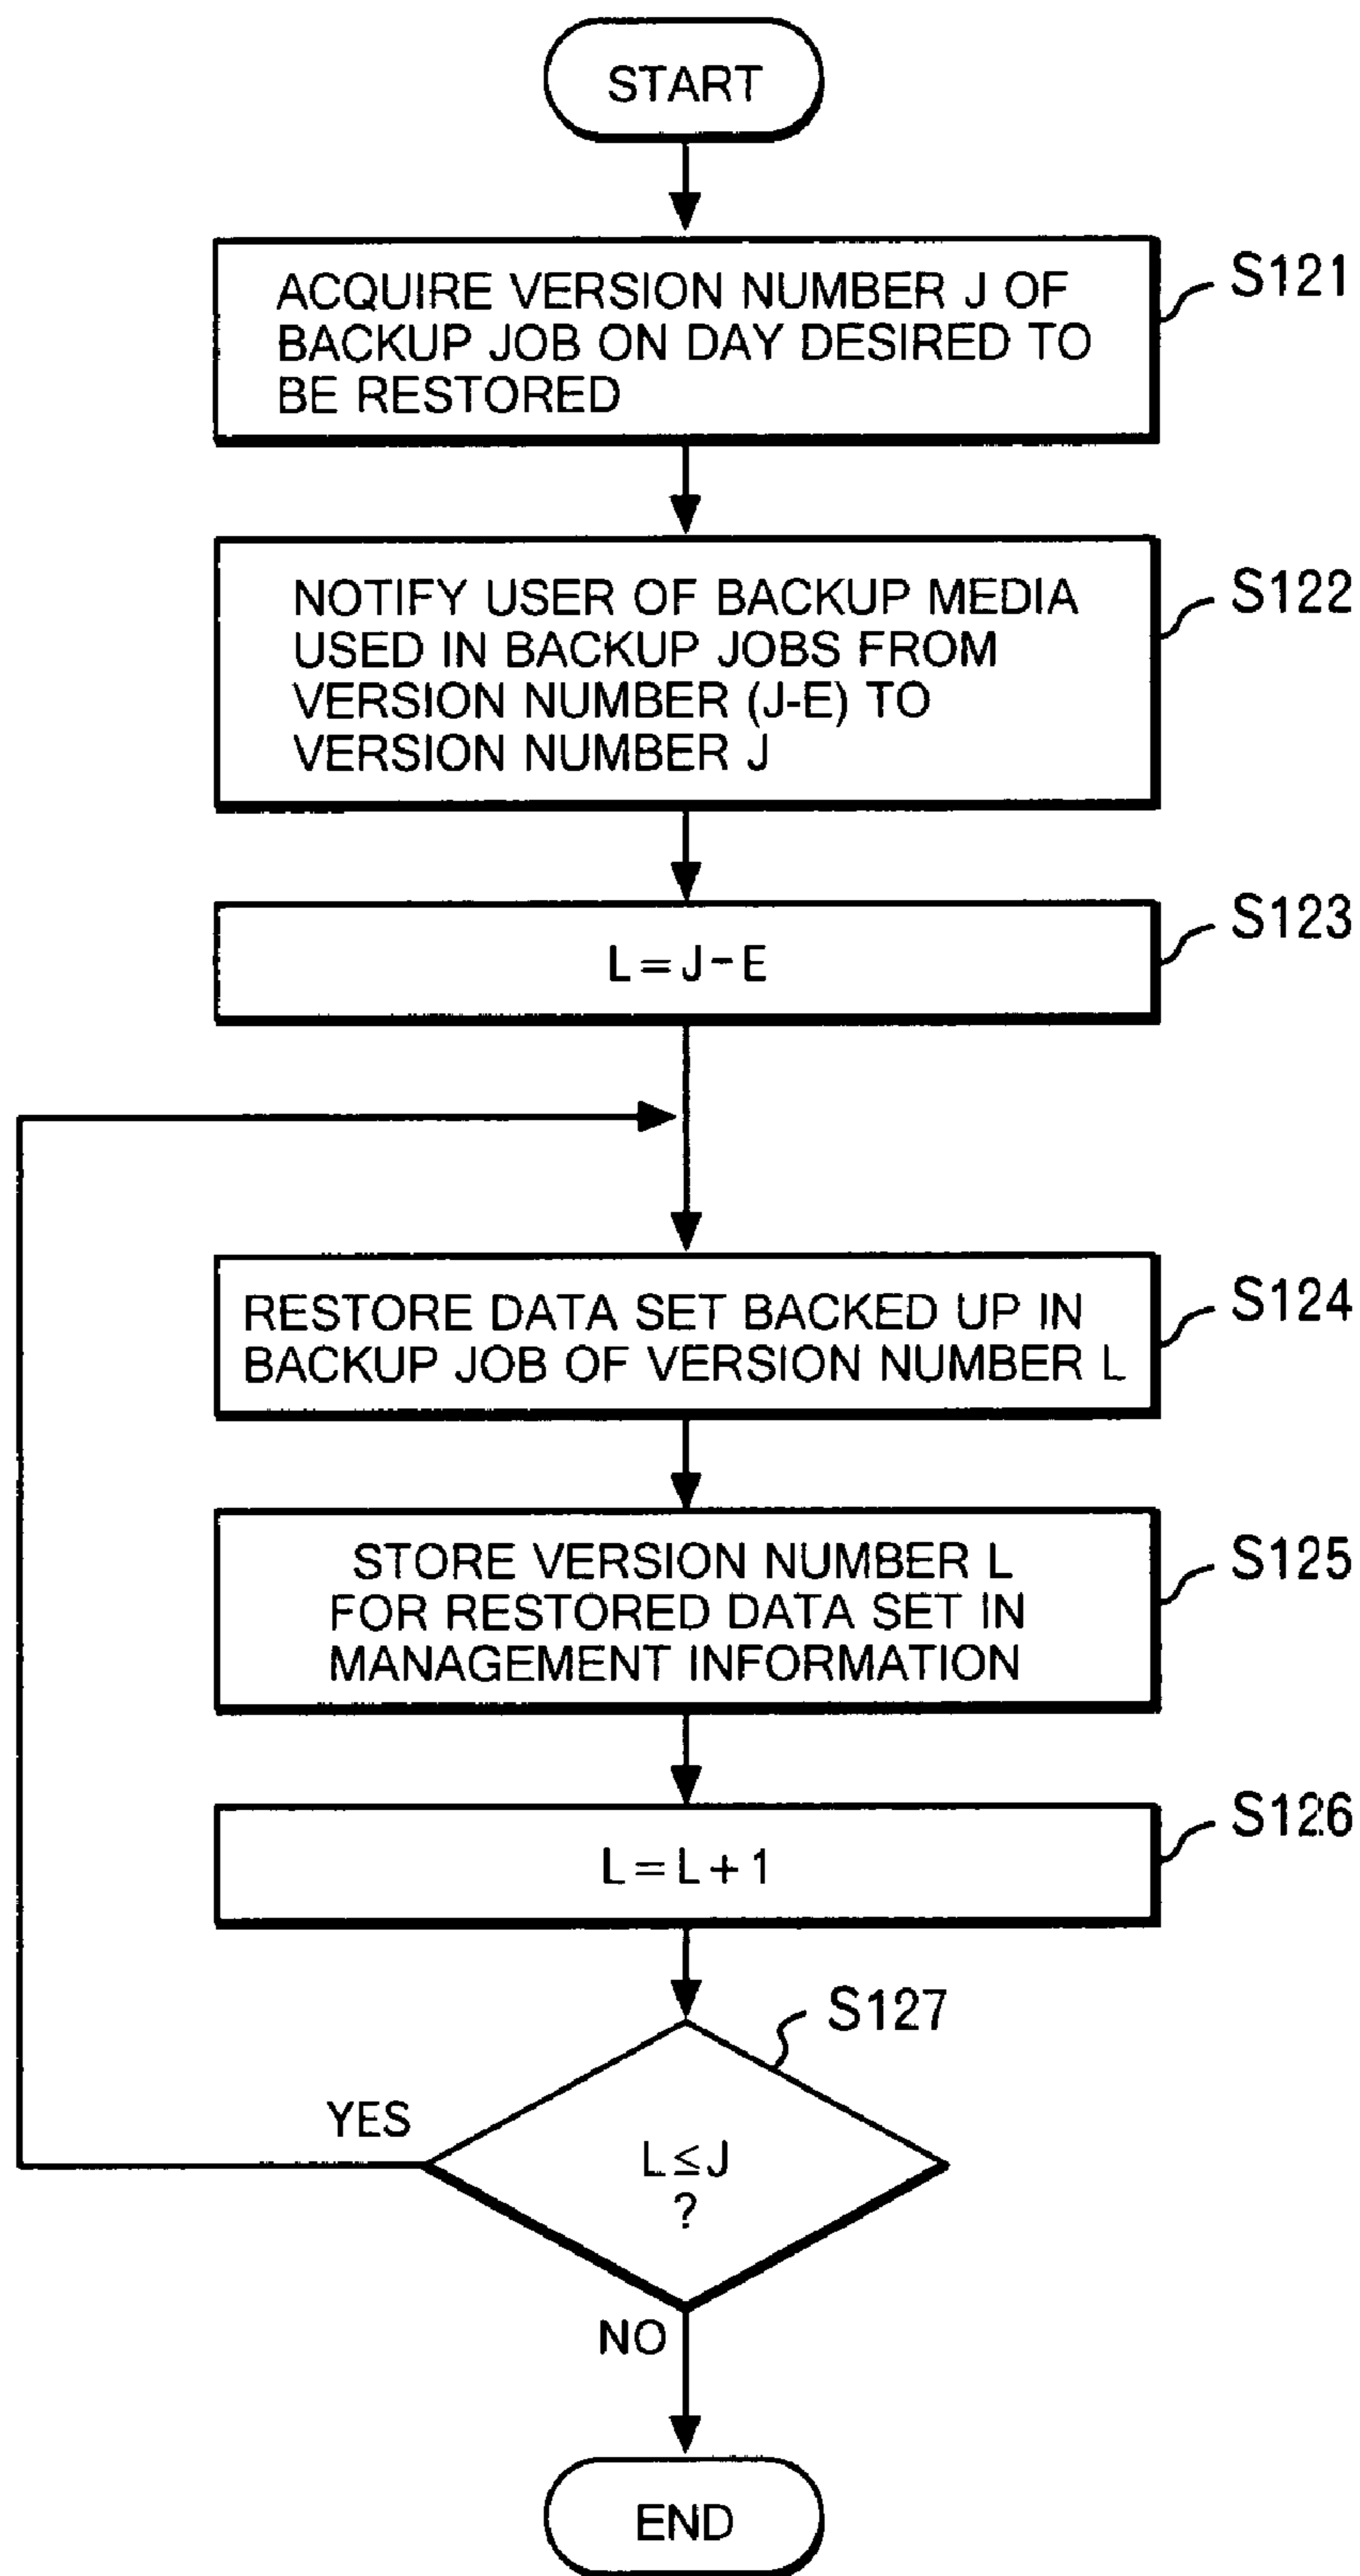 START
ACQUIRE VERSION NUMBER J OF
BACKUP JOB ON DAY DESIRED TO
BE RESTORED
S121
NOTIFY USER OF BACKUP MEDIA
USED IN BACKUP JOBS FROM
VERSION NUMBER (J-E) TO
VERSION NUMBER J
S122
L=J-E
S123
RESTORE DATA SET BACKED UP IN
BACKUP JOB OF VERSION NUMBER L
S124
STORE VERSION NUMBER L
FOR RESTORED DATA SET IN
MANAGEMENT INFORMATION
S125
L=L+1
S126
S127
L≦J
?
YES
NO
END